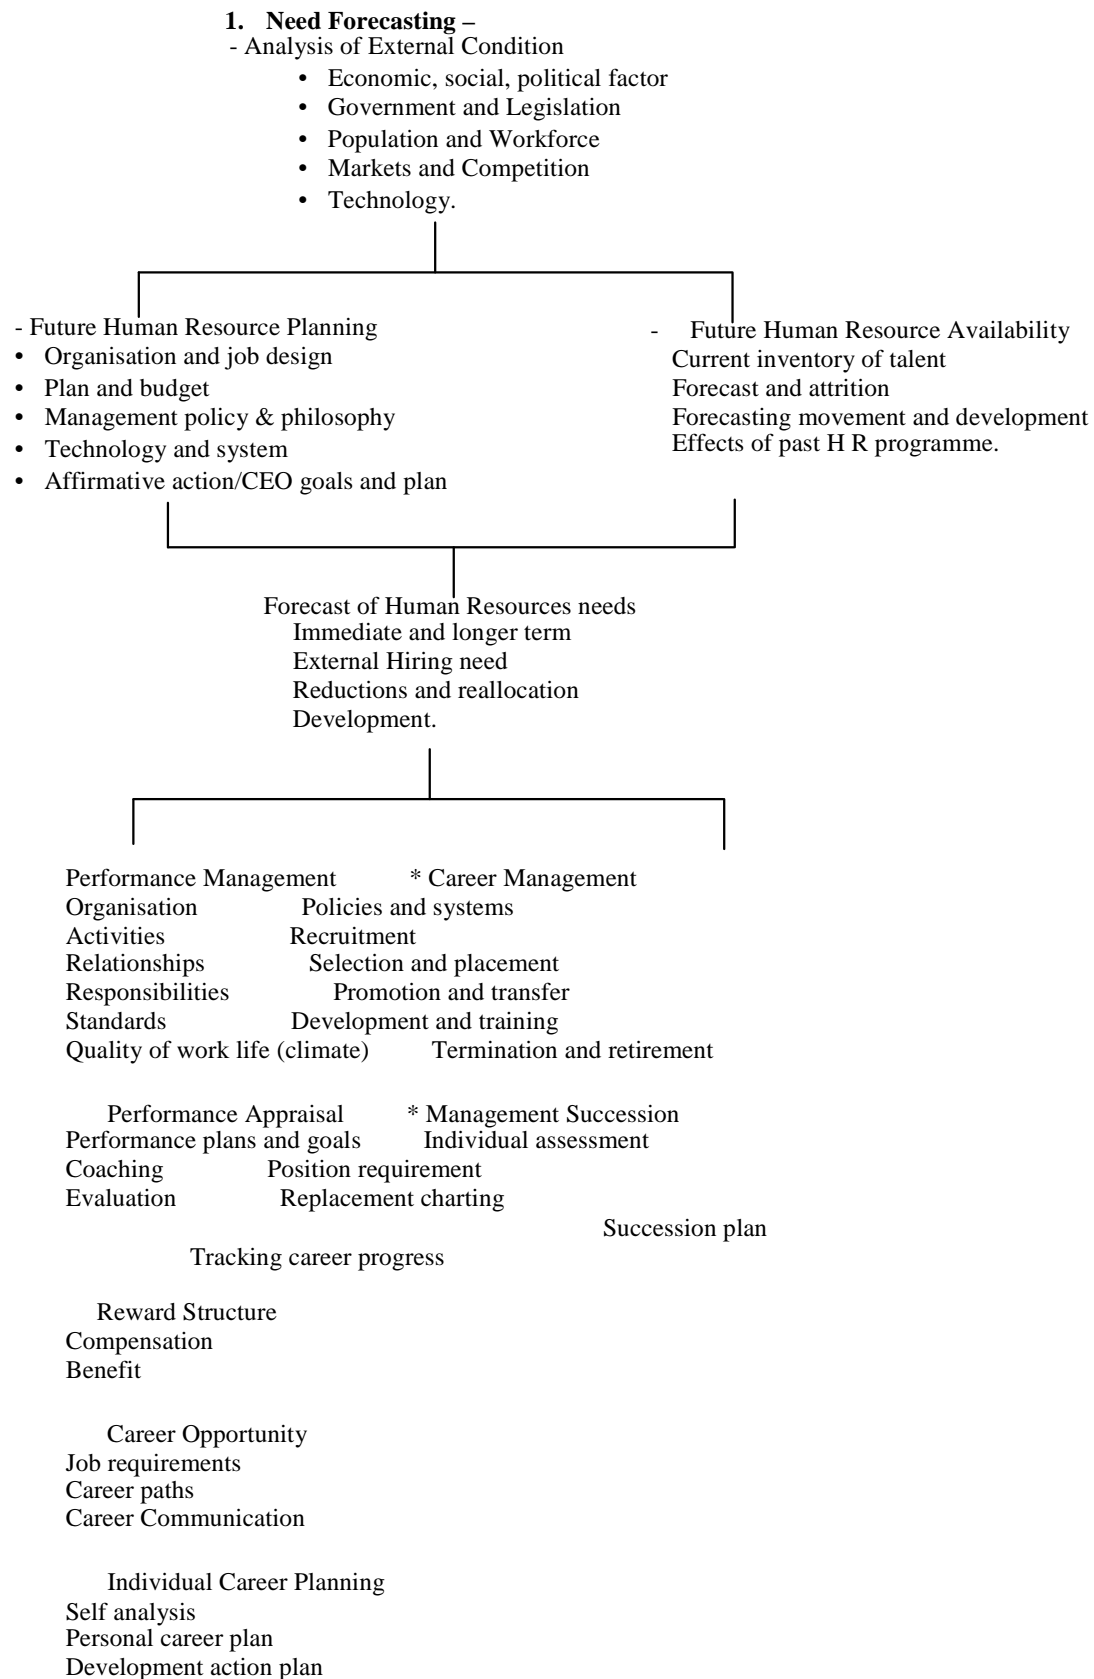 1. Need Forecasting –
- Analysis of External Condition
• Economic, social, political factor
• Government and Legislation
• Population and Workforce
• Markets and Competition
• Technology.
- Future Human Resource Planning
• Organisation and job design
• Plan and budget
• Management policy & philosophy
• Technology and system
• Affirmative action/CEO goals and plan
- Future Human Resource Availability
Current inventory of talent
Forecast and attrition
Forecasting movement and development
Effects of past H R programme.
Forecast of Human Resources needs
Immediate and longer term
External Hiring need
Reductions and reallocation
Development.
Performance Management * Career Management
Organisation Policies and systems
Activities Recruitment
Relationships Selection and placement
Responsibilities Promotion and transfer
Standards Development and training
Quality of work life (climate) Termination and retirement
Performance Appraisal * Management Succession
Performance plans and goals Individual assessment
Coaching Position requirement
Evaluation Replacement charting
Succession plan
Tracking career progress
Reward Structure
Compensation
Benefit
Career Opportunity
Job requirements
Career paths
Career Communication
Individual Career Planning
Self analysis
Personal career plan
Development action plan